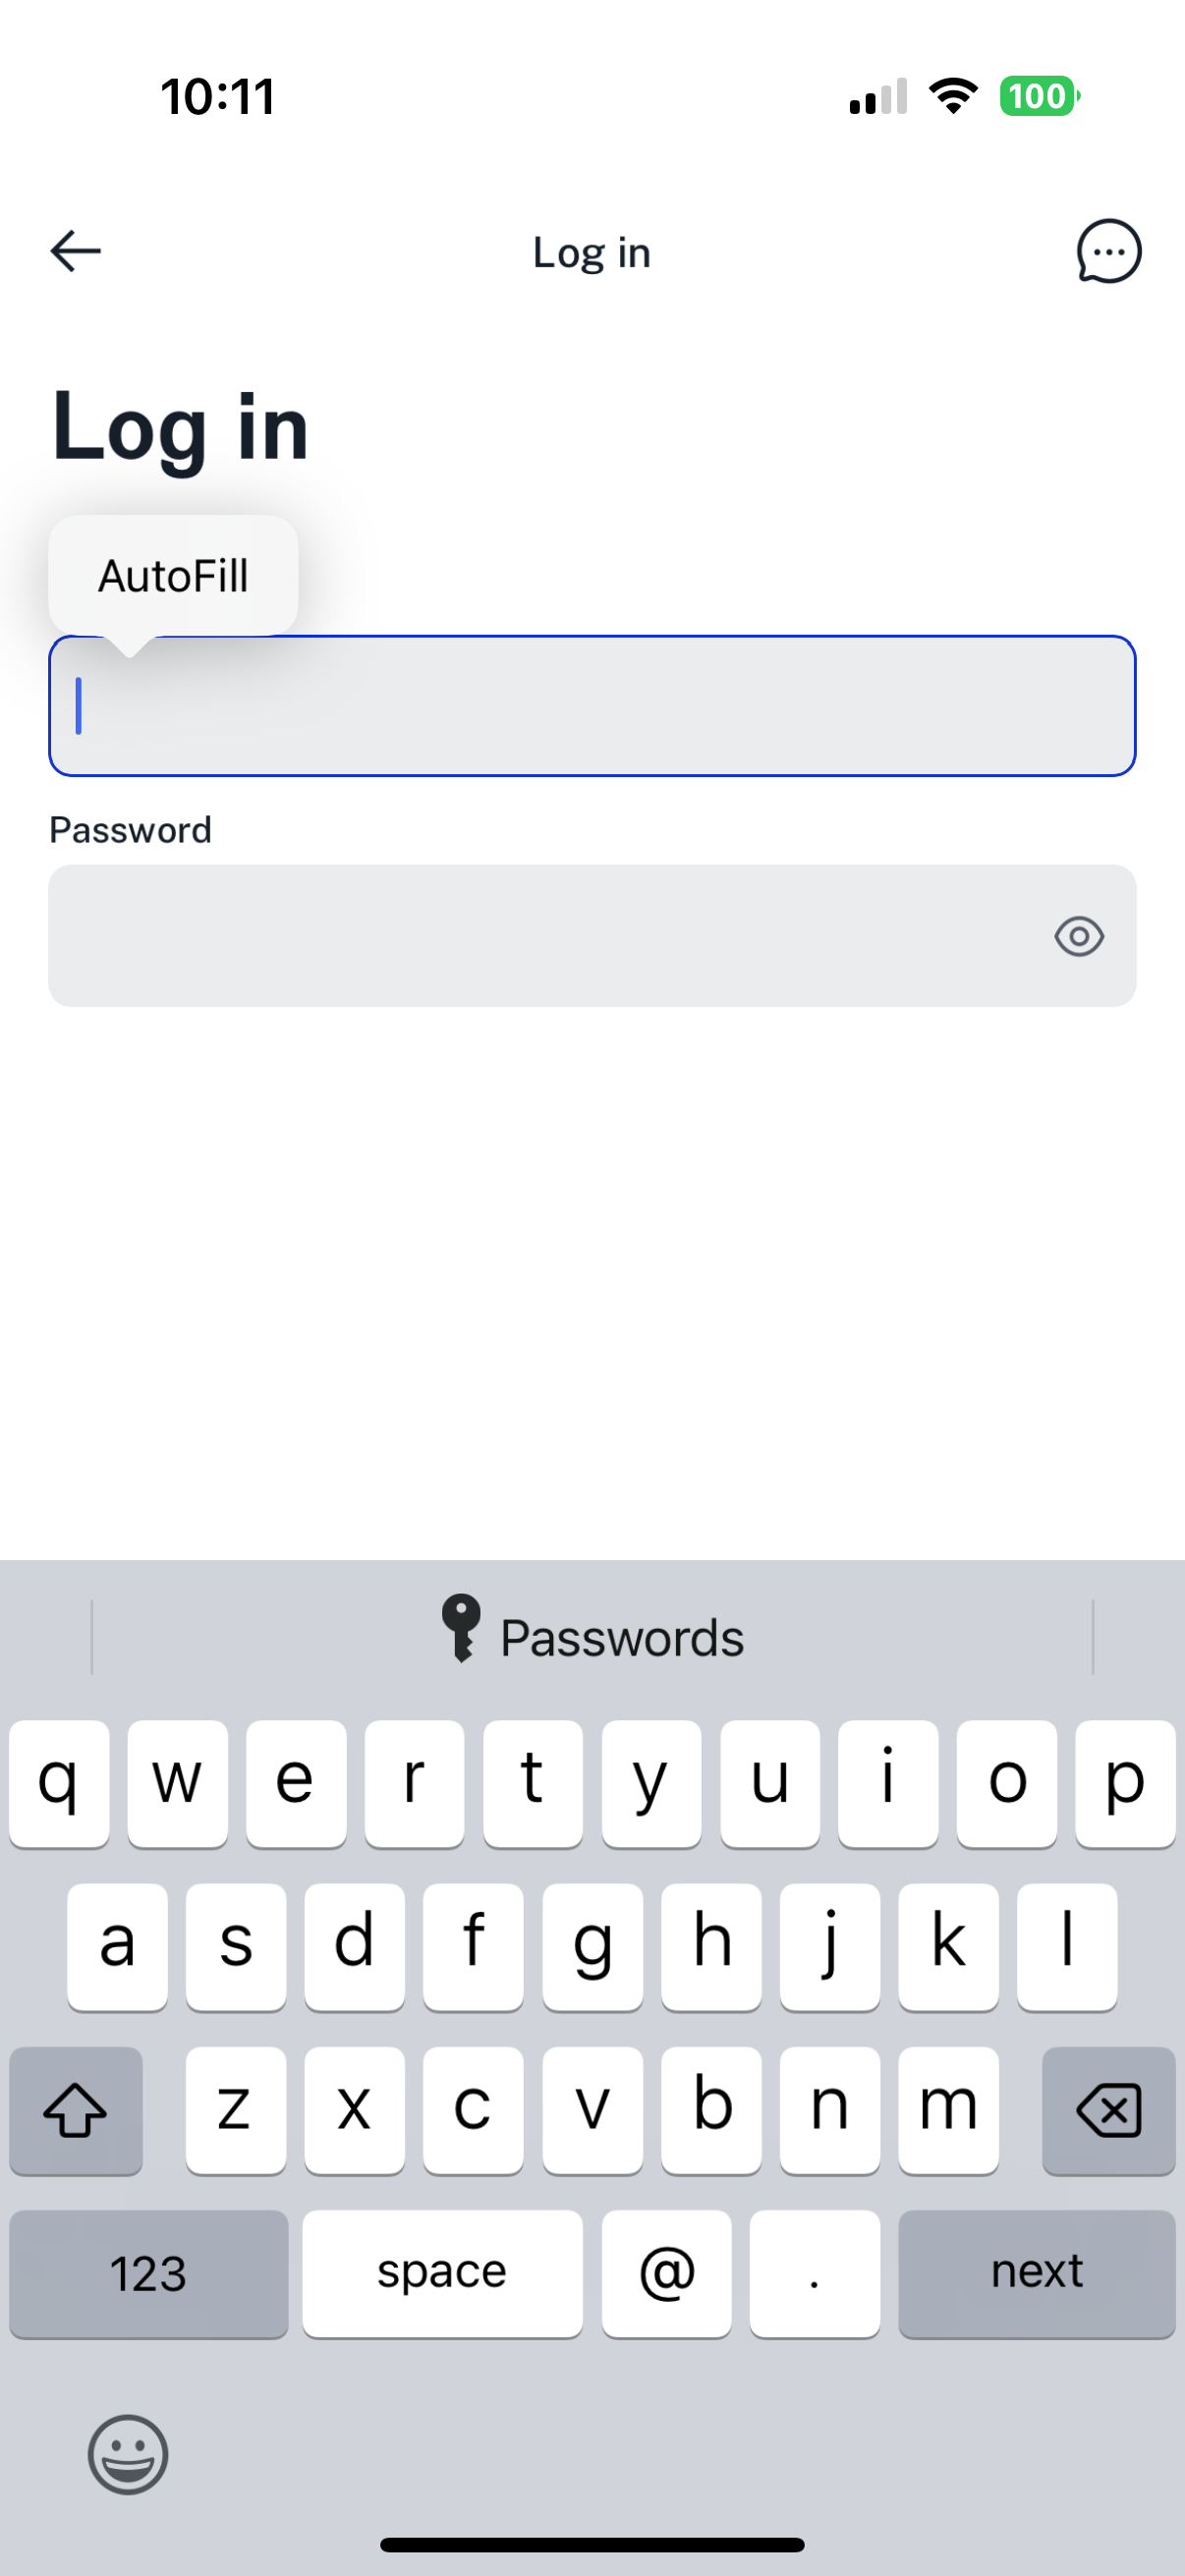 10:11
100
Log in
Log in
AutoFill
Password
Passwords
q w e r t y u i o p
a s d f g h j k l
z x c v b n m
123 space @ . next